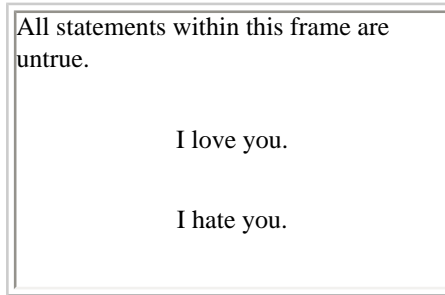 All statements within this frame are
untrue.
I love you.
I hate you.